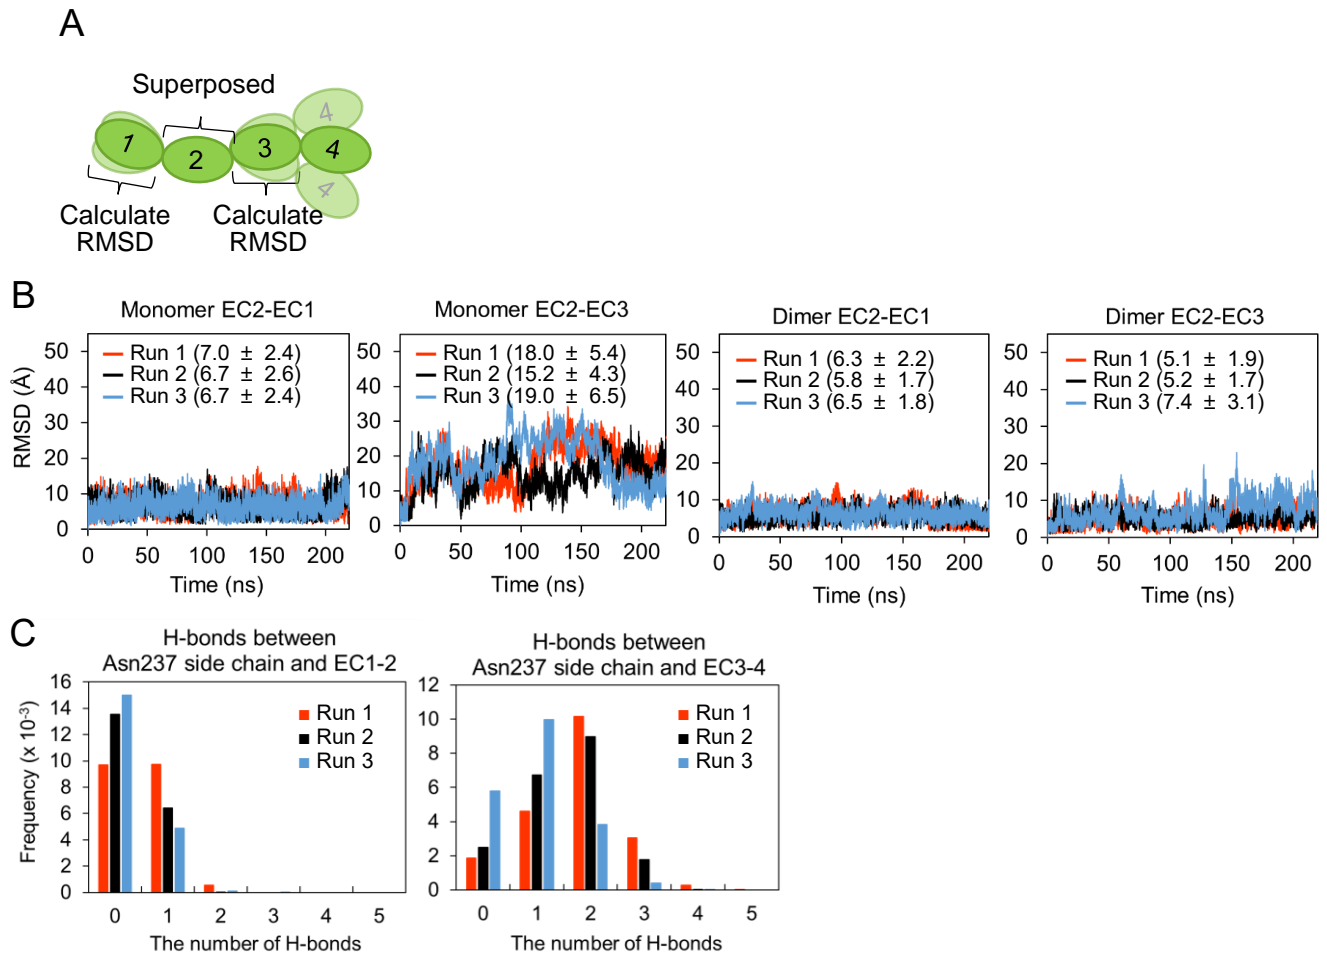 A
Superposed
1
2
3
4
4
4
Calculate
RMSD
Calculate
RMSD
B
Monomer EC2-EC1
RMSD (Å)
50
40
30
20
10
0
Run 1 (7.0 ± 2.4)
Run 2 (6.7 ± 2.6)
Run 3 (6.7 ± 2.4)
0 50 100 150 200
Time (ns)
Monomer EC2-EC3
50
40
30
20
10
0
Run 1 (18.0 ± 5.4)
Run 2 (15.2 ± 4.3)
Run 3 (19.0 ± 6.5)
0 50 100 150 200
Time (ns)
Dimer EC2-EC1
50
40
30
20
10
0
Run 1 (6.3 ± 2.2)
Run 2 (5.8 ± 1.7)
Run 3 (6.5 ± 1.8)
0 50 100 150 200
Time (ns)
Dimer EC2-EC3
50
40
30
20
10
0
Run 1 (5.1 ± 1.9)
Run 2 (5.2 ± 1.7)
Run 3 (7.4 ± 3.1)
0 50 100 150 200
Time (ns)
C
H-bonds between
Asn237 side chain and EC1-2
Frequency (x 10-3)
16
14
12
10
8
6
4
2
0
Run 1
Run 2
Run 3
0 1 2 3 4 5
The number of H-bonds
H-bonds between
Asn237 side chain and EC3-4
12
10
8
6
4
2
0
Run 1
Run 2
Run 3
0 1 2 3 4 5
The number of H-bonds